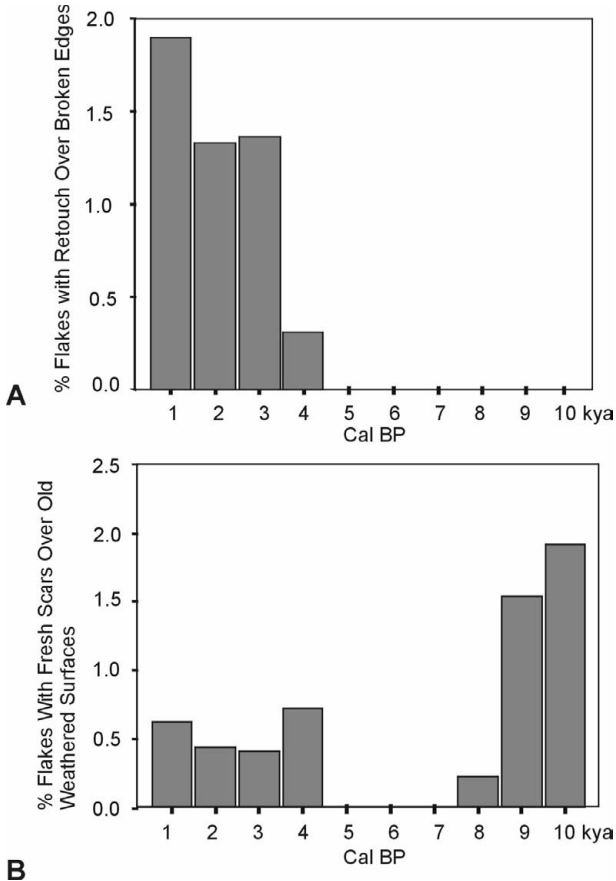 % Flakes with Retouch Over Broken Edges
2.0
1.5
1.0
0.5
0.0
1 2 3 4 5 6 7 8 9 10 kya
Cal BP
A
% Flakes With Fresh Scars Over Old
Weathered Surfaces
2.5
2.0
1.5
1.0
0.5
0.0
1 2 3 4 5 6 7 8 9 10 kya
Cal BP
B